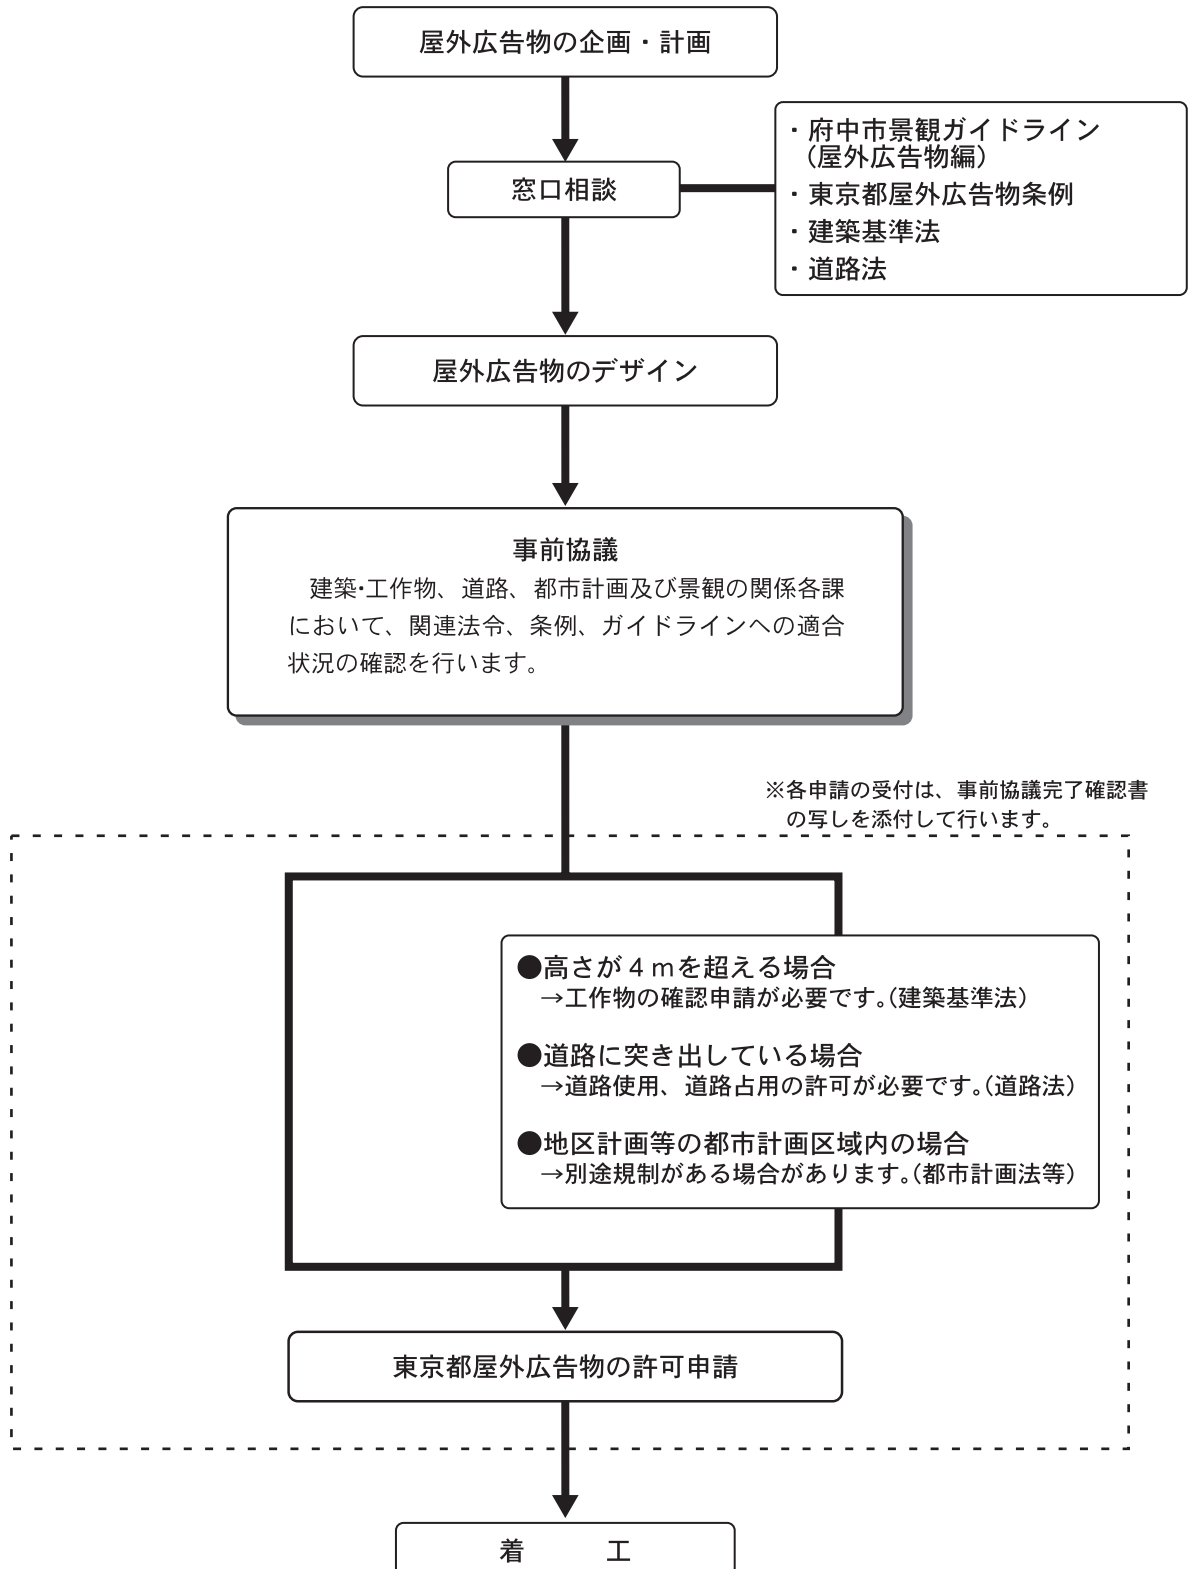 屋外広告物の企画・計画
窓口相談
・府中市景観ガイドライン
（屋外広告物編）
・東京都屋外広告物条例
・建築基準法
・道路法
屋外広告物のデザイン
事前協議
建築・工作物、道路、都市計画及び景観の関係各課
において、関連法令、条例、ガイドラインへの適合
状況の確認を行います。
※各申請の受付は、事前協議完了確認書
の写しを添付して行います。
●高さが４ｍを超える場合
→工作物の確認申請が必要です。（建築基準法）
●道路に突き出している場合
→道路使用、道路占用の許可が必要です。（道路法）
●地区計画等の都市計画区域内の場合
→別途規制がある場合があります。（都市計画法等）
東京都屋外広告物の許可申請
着　　　工